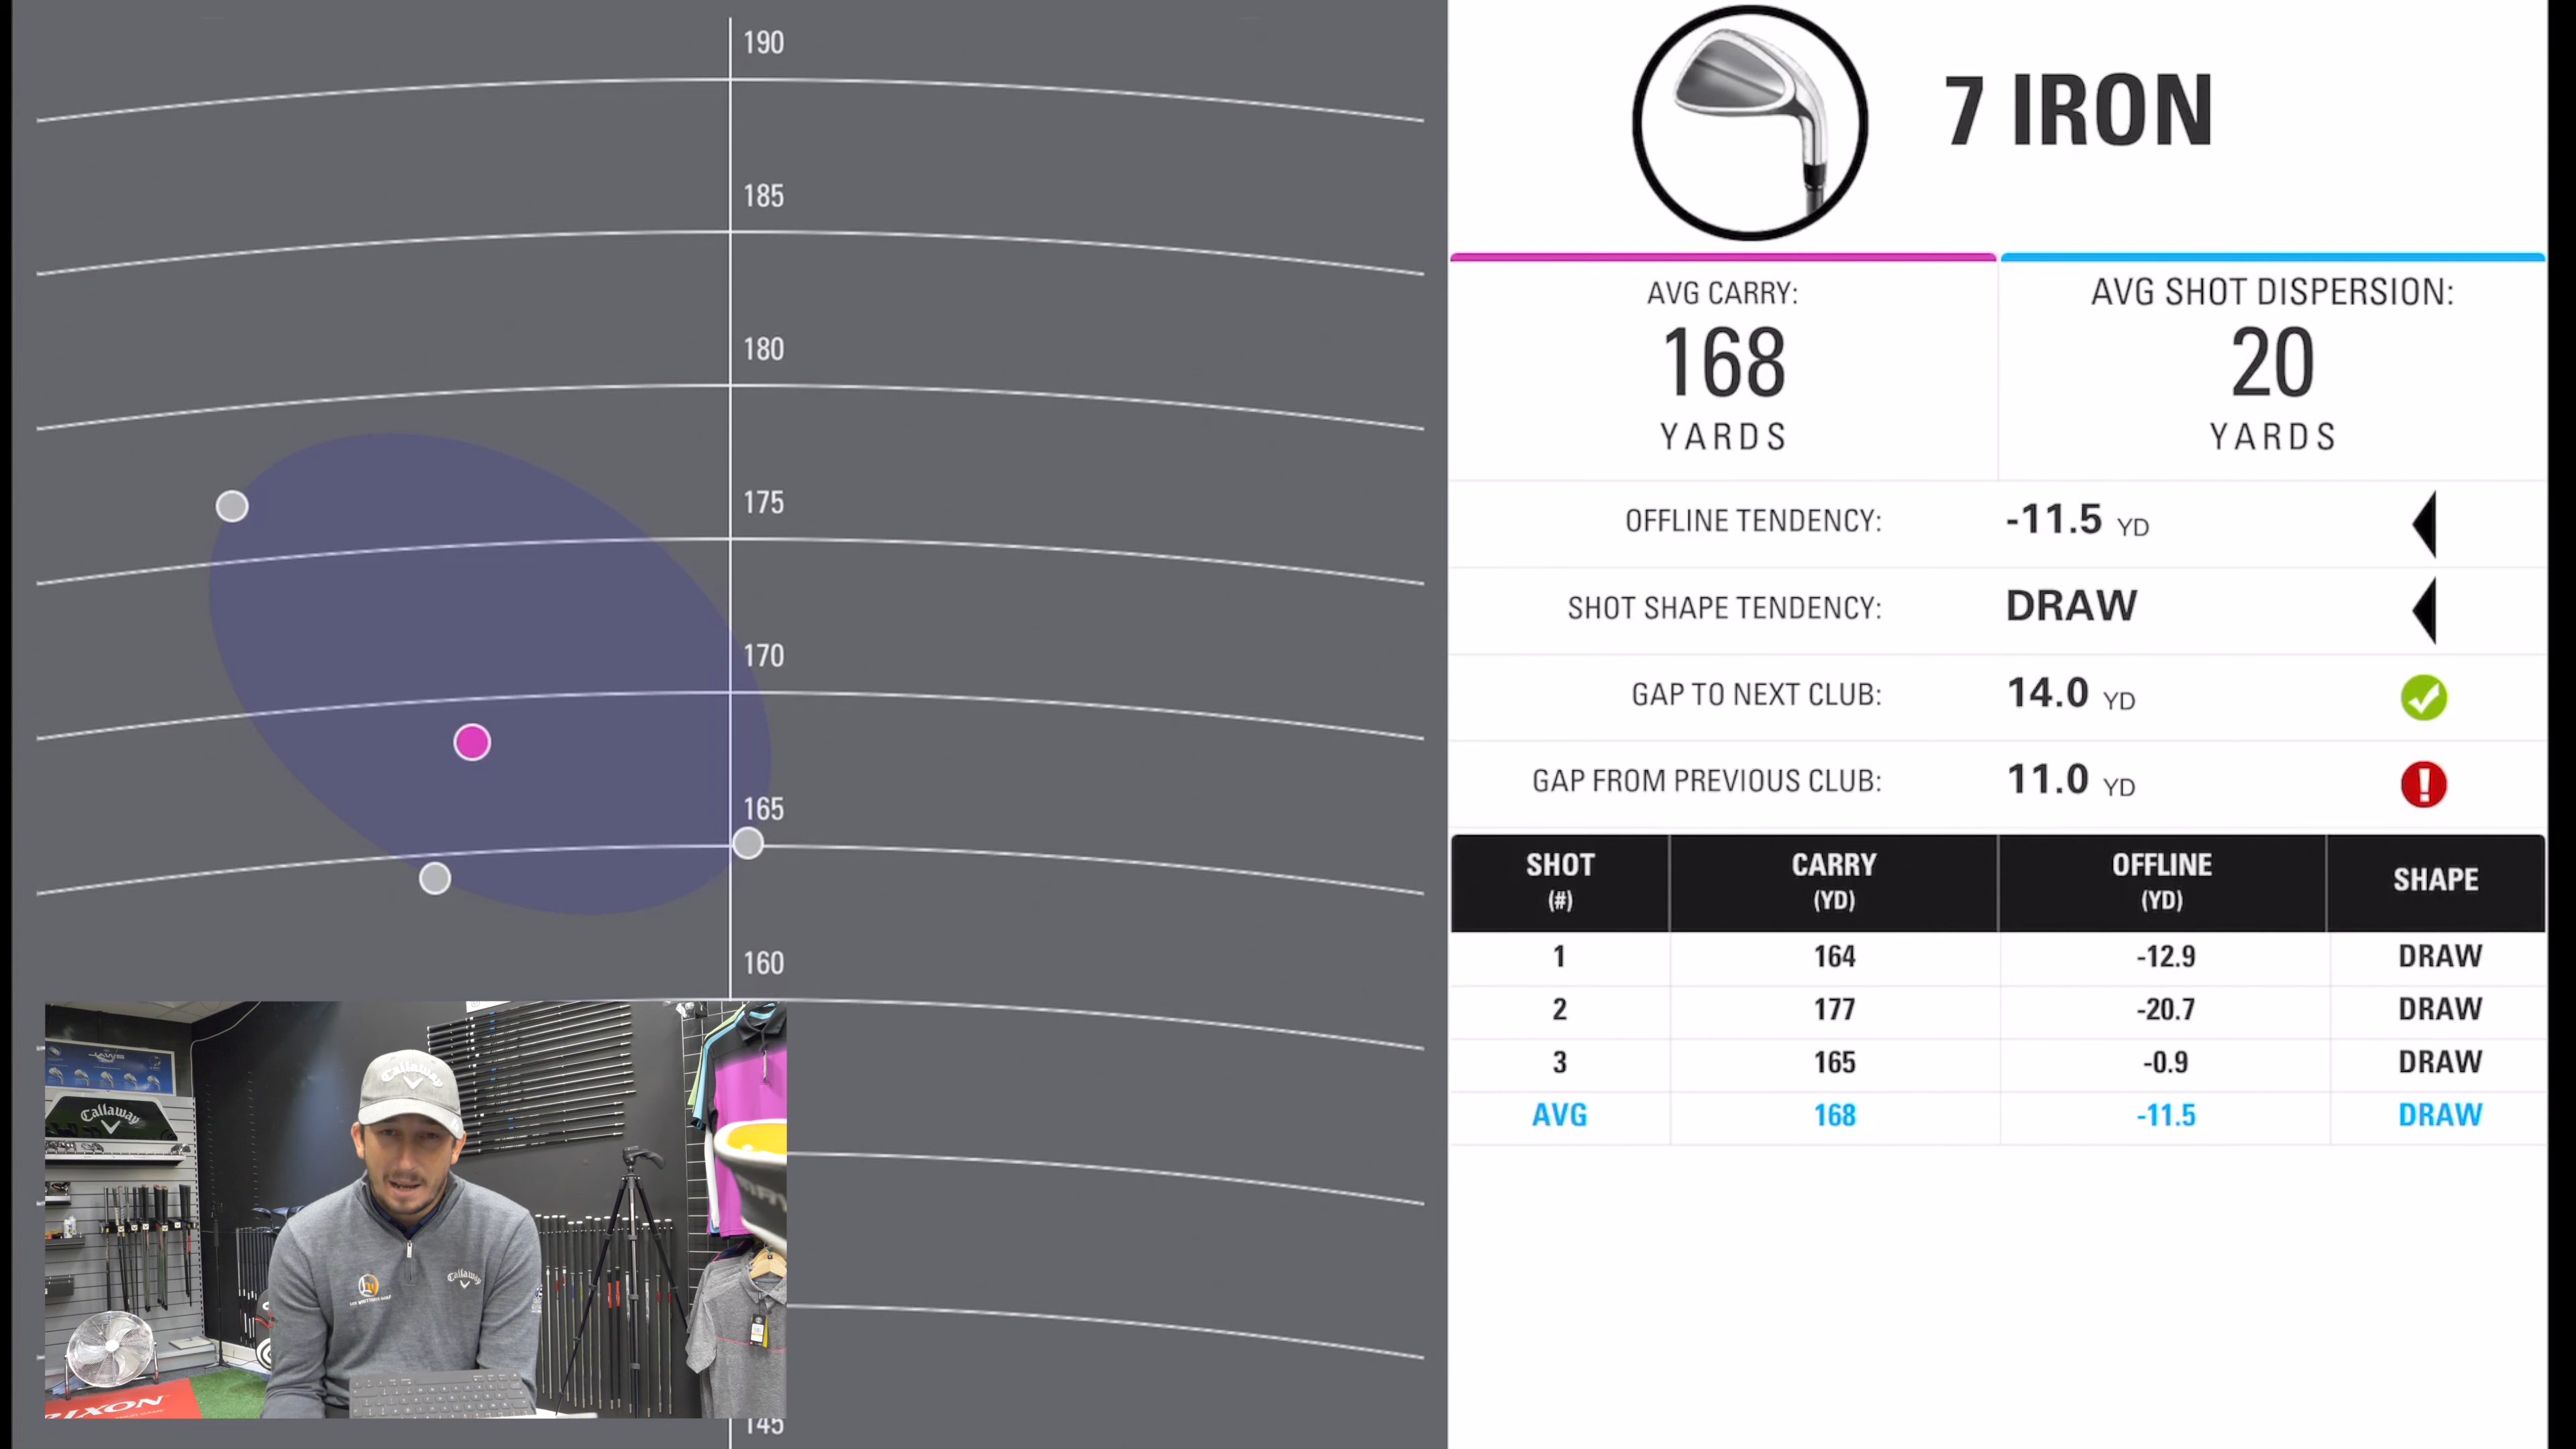 190
185
180
175
170
165
160
145
7 IRON
AVG CARRY:
168
YARDS
AVG SHOT DISPERSION:
20
YARDS
OFFLINE TENDENCY: -11.5 YD
SHOT SHAPE TENDENCY: DRAW
GAP TO NEXT CLUB: 14.0 YD
GAP FROM PREVIOUS CLUB: 11.0 YD
SHOT (#) CARRY (YD) OFFLINE (YD) SHAPE
1 164 -12.9 DRAW
2 177 -20.7 DRAW
3 165 -0.9 DRAW
AVG 168 -11.5 DRAW
JAWS
Callaway
Callaway
Callaway
RIXON